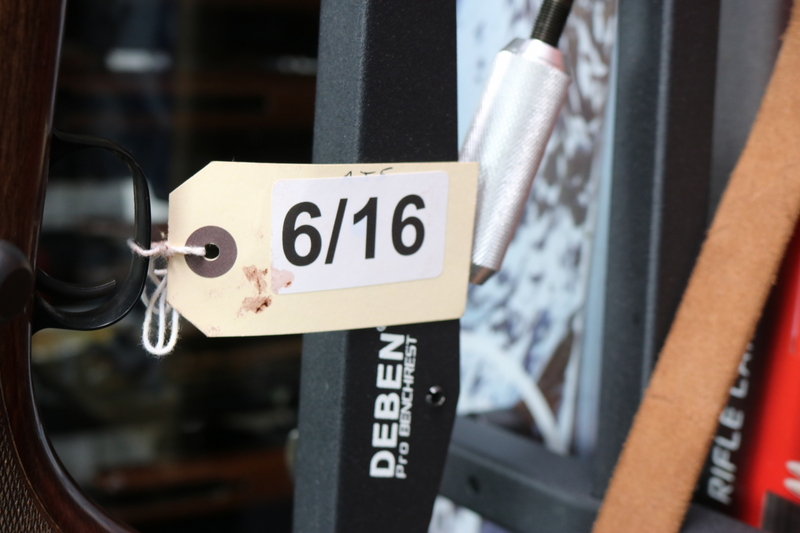 6/16
DEBEN
Pro BENCHREST
RIFLE